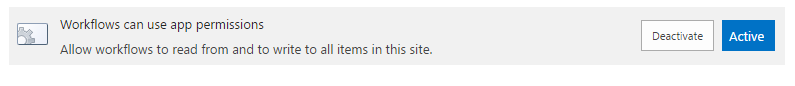 Workflows can use app permissions
Allow workflows to read from and to write to all items in this site.
Deactivate
Active